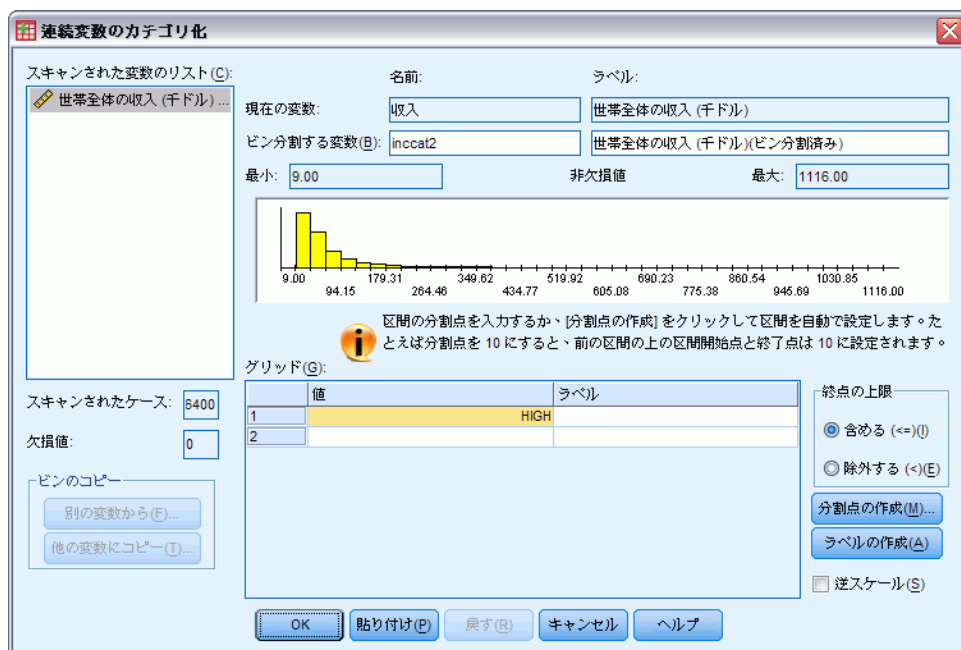 連続変数のカテゴリ化
スキャンされた変数のリスト(C):
世帯全体の収入 (千ドル) ...
名前:
ラベル:
現在の変数:
収入
世帯全体の収入 (千ドル)
ビン分割する変数(B):
inccat2
世帯全体の収入 (千ドル)(ビン分割済み)
最小:
9.00
非欠損値
最大:
1116.00
9.00 179.31 349.62 519.92 690.23 860.54 1030.85
94.15 264.46 434.77 605.08 775.38 945.69 1116.00
区間の分割点を入力するか、[分割点の作成] をクリックして区間を自動で設定します。た
とえば分割点を 10 にすると、前の区間の上の区間開始点と終了点は 10 に設定されます。
グリッド(G):
値
ラベル
1
HIGH
2
スキャンされたケース:
6400
欠損値:
0
ビンのコピー
別の変数から(F)...
他の変数にコピー(T)...
終点の上限
含める (<=)(I)
除外する (<)(E)
分割点の作成(M)...
ラベルの作成(A)
逆スケール(S)
OK
貼り付け(P)
戻す(R)
キャンセル
ヘルプ